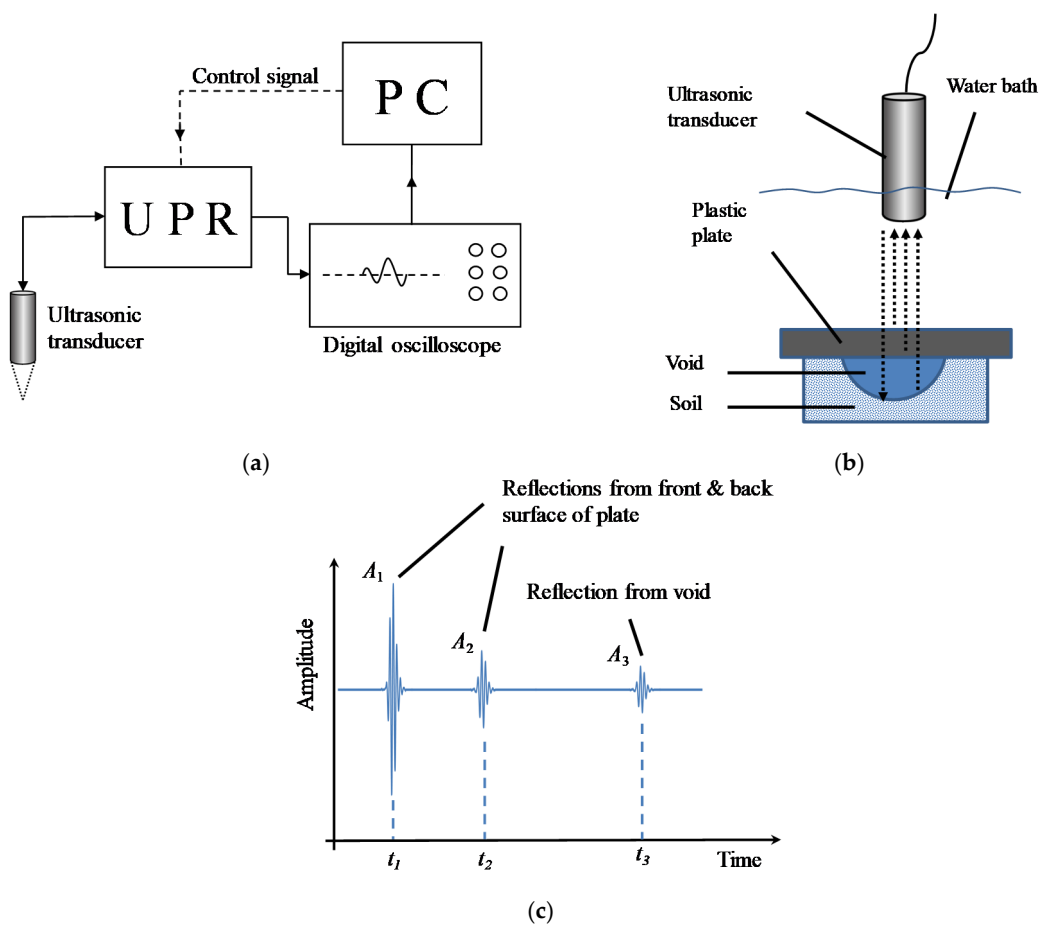 Control signal
P C
U P R
Ultrasonic
transducer
Digital oscilloscope
(a)
Ultrasonic
transducer
Water bath
Plastic
plate
Void
Soil
(b)
Reflections from front & back
surface of plate
A1
Reflection from void
A2
A3
Amplitude
t1
t2
t3
Time
(c)